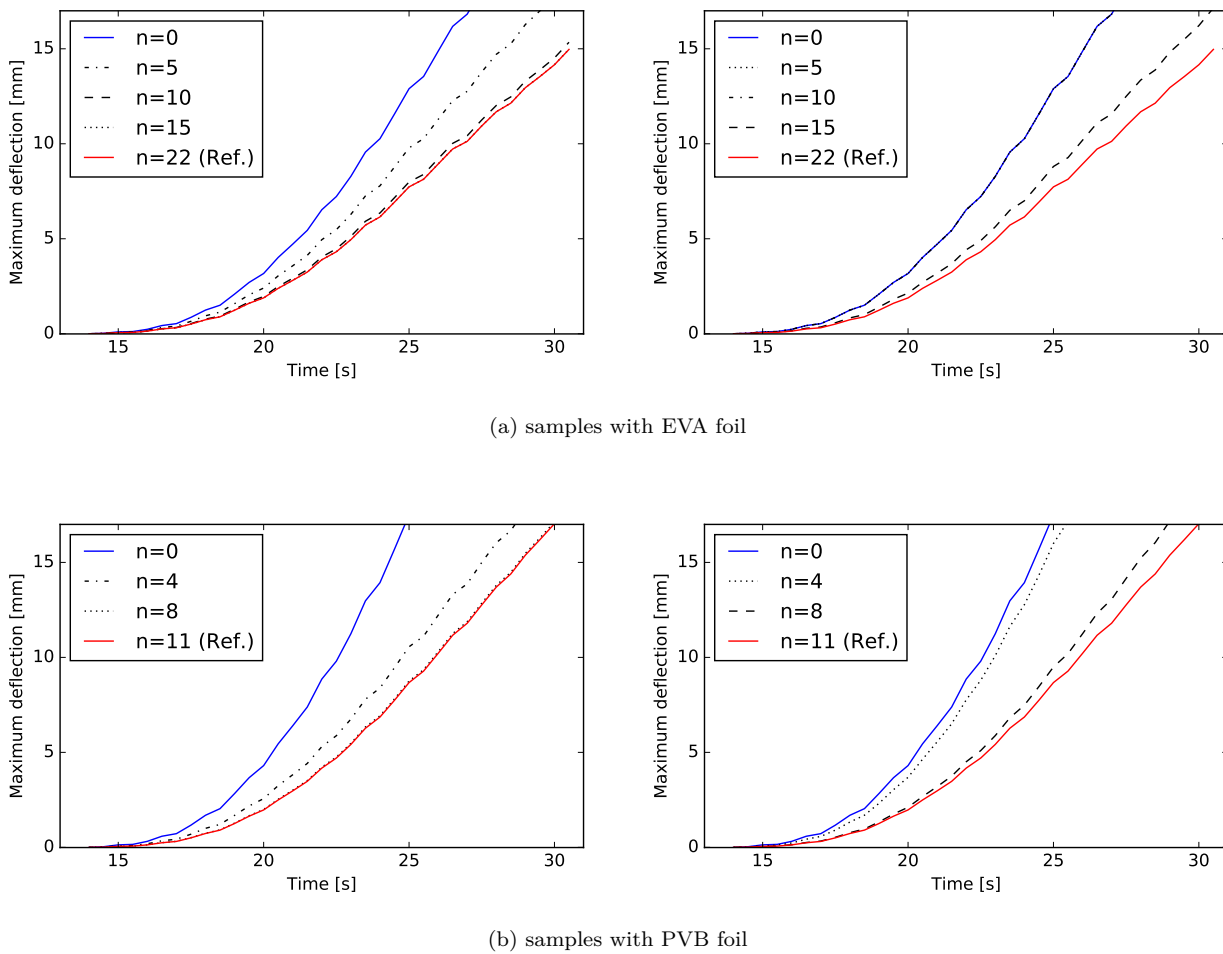 Maximum deflection [mm]
15
10
5
0
n=0
n=5
n=10
n=15
n=22 (Ref.)
15 20 25 30
Time [s]
Maximum deflection [mm]
15
10
5
0
n=0
n=5
n=10
n=15
n=22 (Ref.)
15 20 25 30
Time [s]
(a) samples with EVA foil
Maximum deflection [mm]
15
10
5
0
n=0
n=4
n=8
n=11 (Ref.)
15 20 25 30
Time [s]
Maximum deflection [mm]
15
10
5
0
n=0
n=4
n=8
n=11 (Ref.)
15 20 25 30
Time [s]
(b) samples with PVB foil